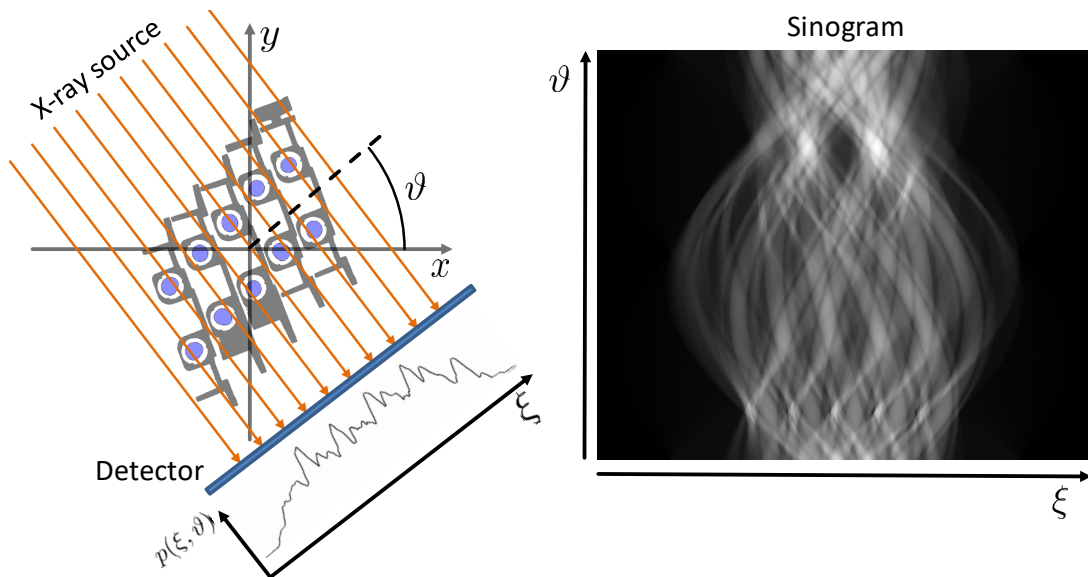 X-ray source
y
ϑ
x
Detector
ξ
p(ξ, ϑ)
Sinogram
ϑ
ξ